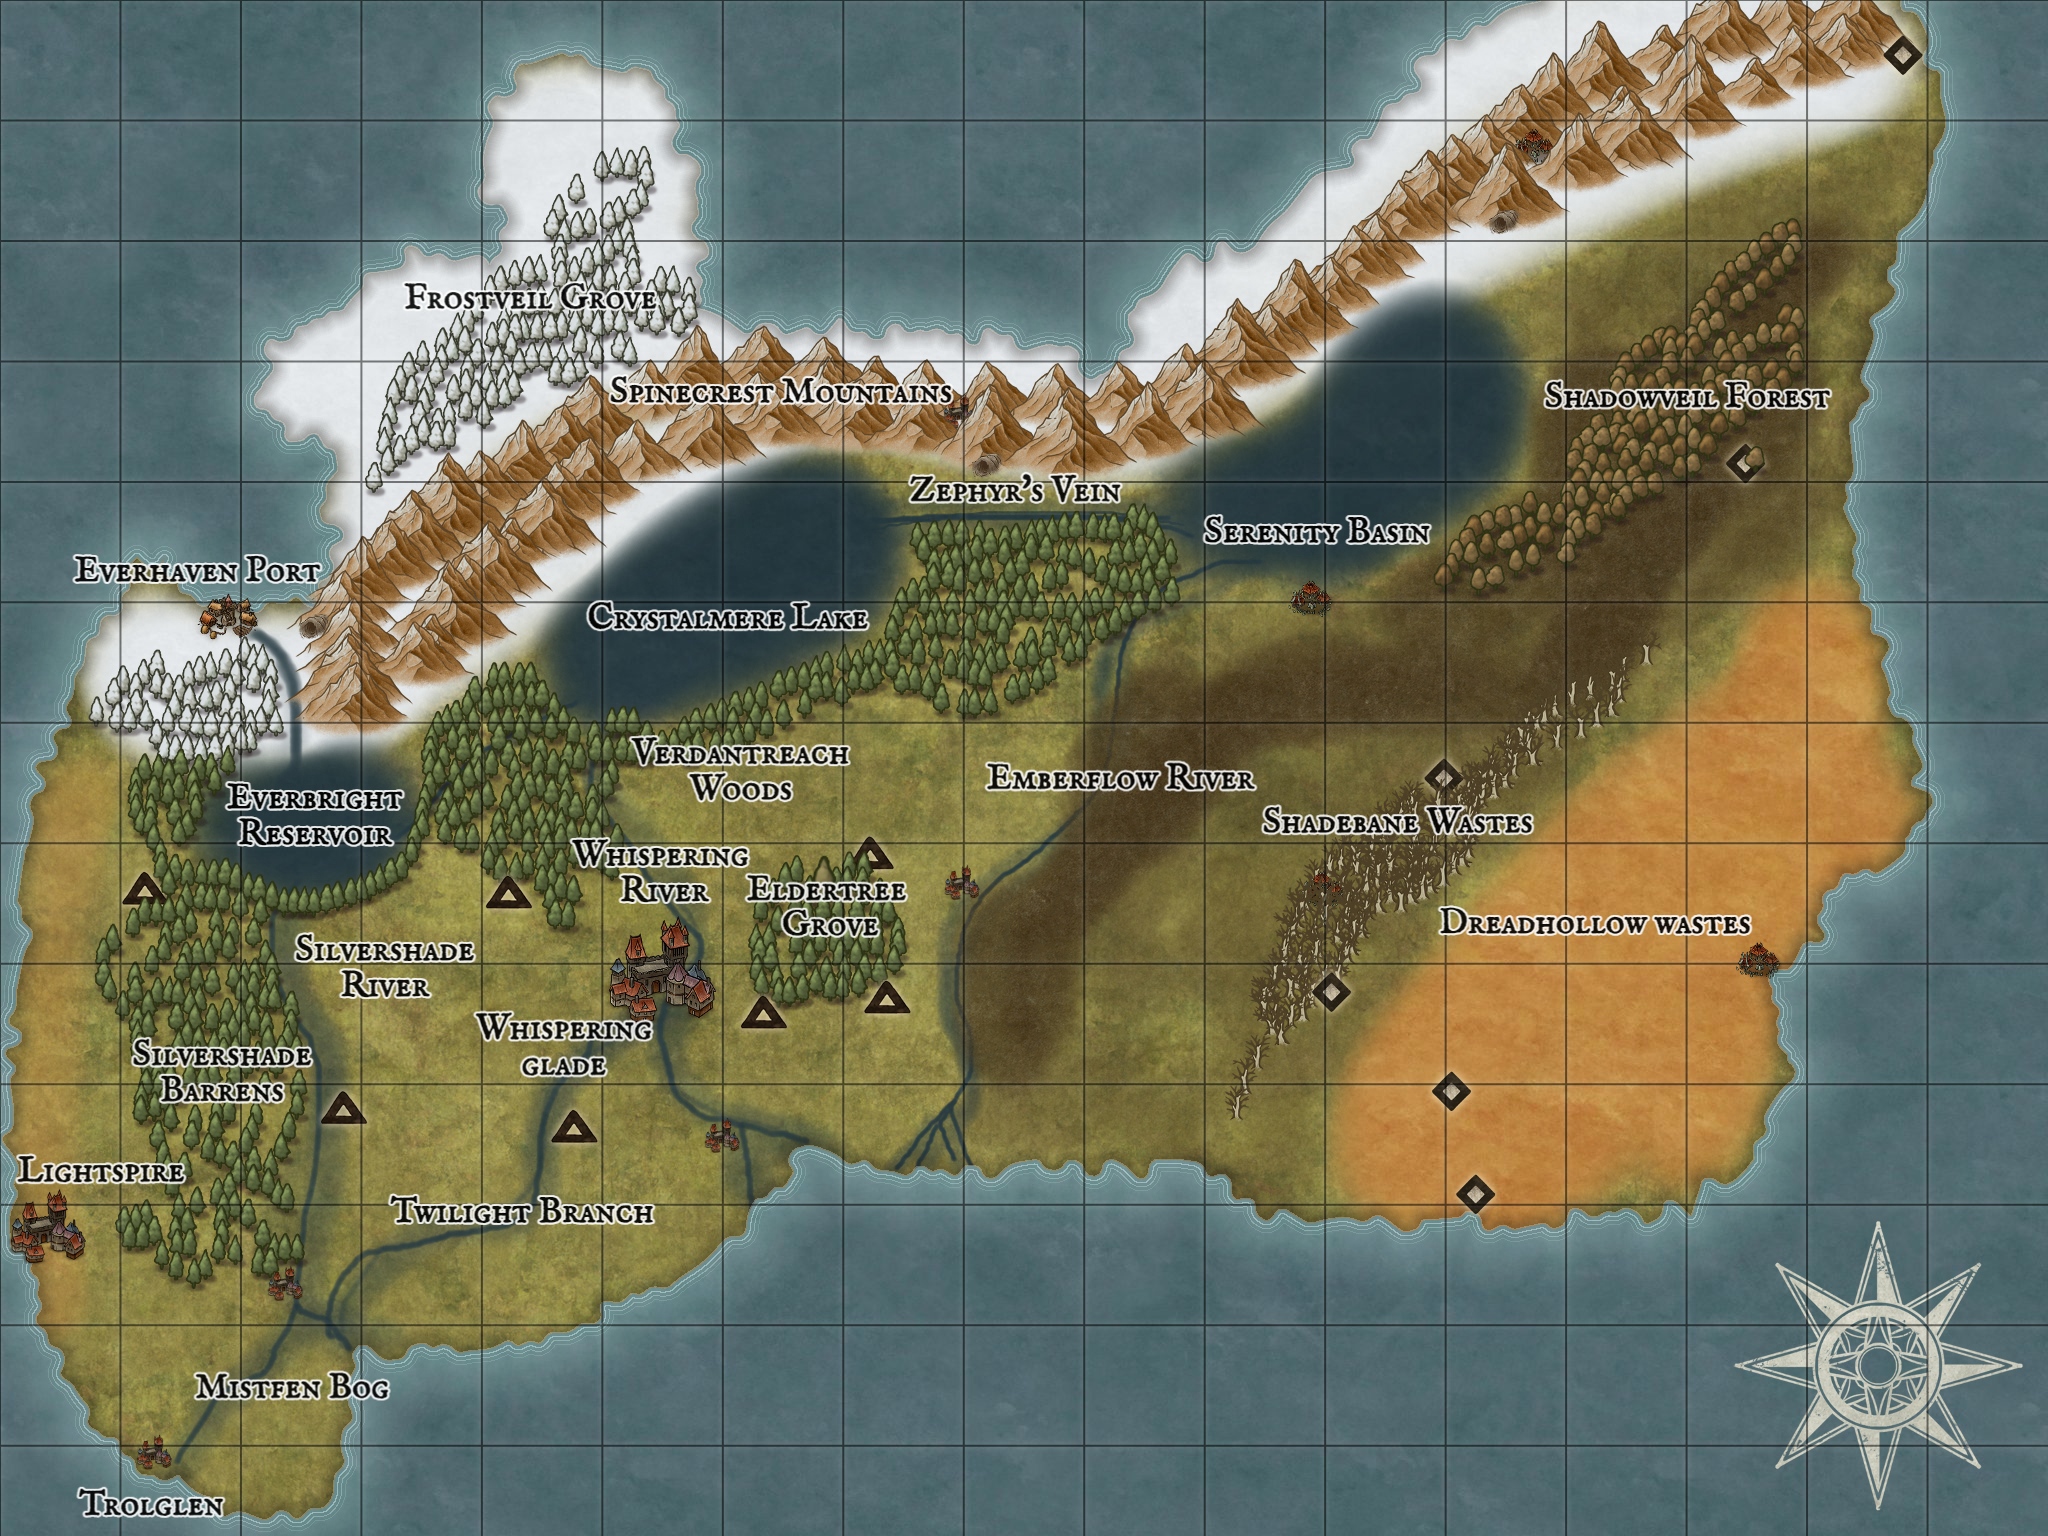 Frostveil Grove
Spinecrest Mountains
Shadowveil Forest
Zephyr's Vein
Serenity Basin
Everhaven Port
Crystalmere Lake
Verdantreach
Woods
Emberflow River
Everbright
Reservoir
Shadebane Wastes
Whispering
River
Eldertree
Grove
Dreadhollow wastes
Silvershade
River
Whispering
glade
Silvershade
Barrens
Lightspire
Twilight Branch
Mistfen Bog
Trolglen